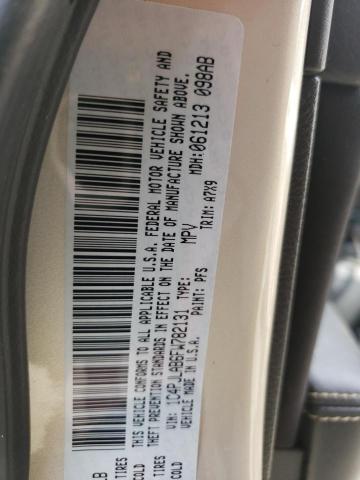 THIS VEHICLE CONFORMS TO ALL APPLICABLE U.S.A. FEDERAL MOTOR VEHICLE SAFETY AND
THEFT PREVENTION STANDARDS IN EFFECT ON THE DATE OF MANUFACTURE SHOWN ABOVE.
MDH:061213 098AB
VIN: 1C4PJLAB6FW782131 TYPE: MPV TRIM: A7X9
MADE IN U.S.A. PAINT: PFS
TIRES
COLD
TIRES
COLD